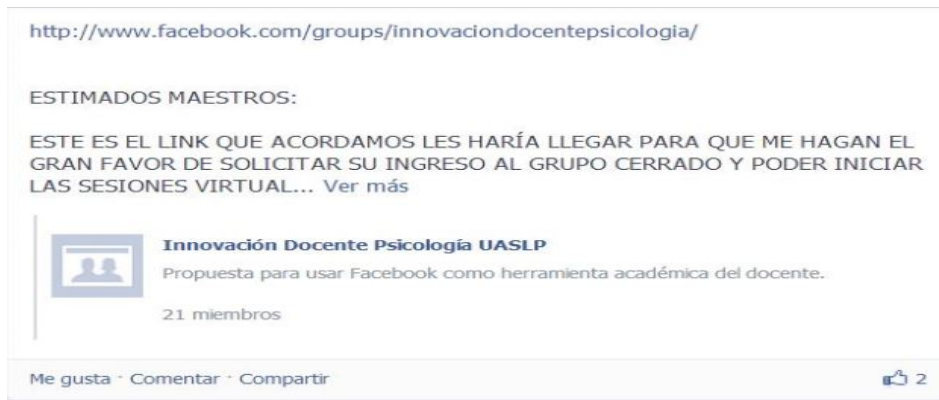 http://www.facebook.com/groups/innovaciondocentepsicologia/
ESTIMADOS MAESTROS:
ESTE ES EL LINK QUE ACORDAMOS LES HARÍA LLEGAR PARA QUE ME HAGAN EL
GRAN FAVOR DE SOLICITAR SU INGRESO AL GRUPO CERRADO Y PODER INICIAR
LAS SESIONES VIRTUAL... Ver más
Innovación Docente Psicología UASLP
Propuesta para usar Facebook como herramienta académica del docente.
21 miembros
Me gusta · Comentar · Compartir 2